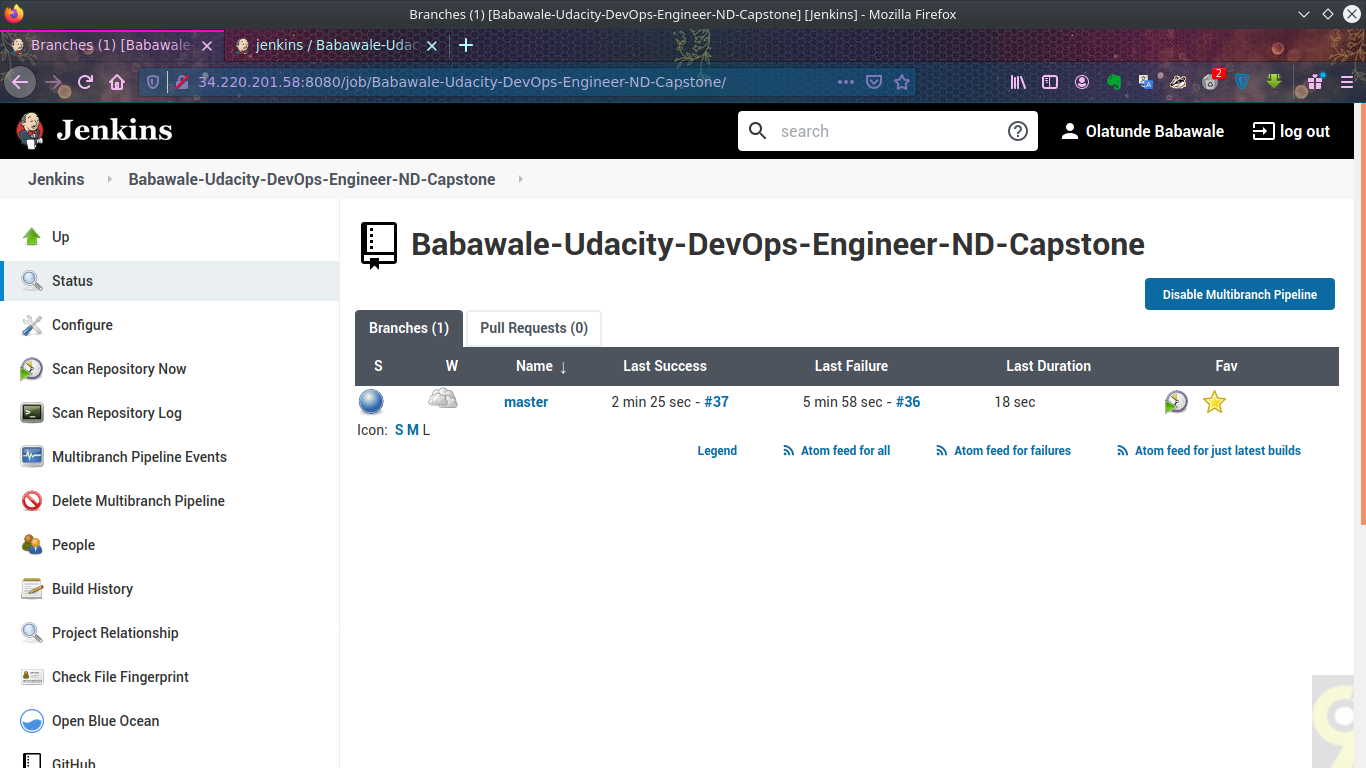 Branches (1) [Babawale-Udacity-DevOps-Engineer-ND-Capstone] [Jenkins] - Mozilla Firefox
Branches (1) [Babawale- jenkins / Babawale-Udac
34.220.201.58:8080/job/Babawale-Udacity-DevOps-Engineer-ND-Capstone/ 2
Jenkins search Olatunde Babawale log out
Jenkins Babawale-Udacity-DevOps-Engineer-ND-Capstone
Up
Status
Configure
Scan Repository Now
Scan Repository Log
Multibranch Pipeline Events
Delete Multibranch Pipeline
People
Build History
Project Relationship
Check File Fingerprint
Open Blue Ocean
GitHub
Babawale-Udacity-DevOps-Engineer-ND-Capstone
Disable Multibranch Pipeline
Branches (1) Pull Requests (0)
S W Name ↓ Last Success Last Failure Last Duration Fav
master 2 min 25 sec - #37 5 min 58 sec - #36 18 sec
Icon: S M L
Legend Atom feed for all Atom feed for failures Atom feed for just latest builds